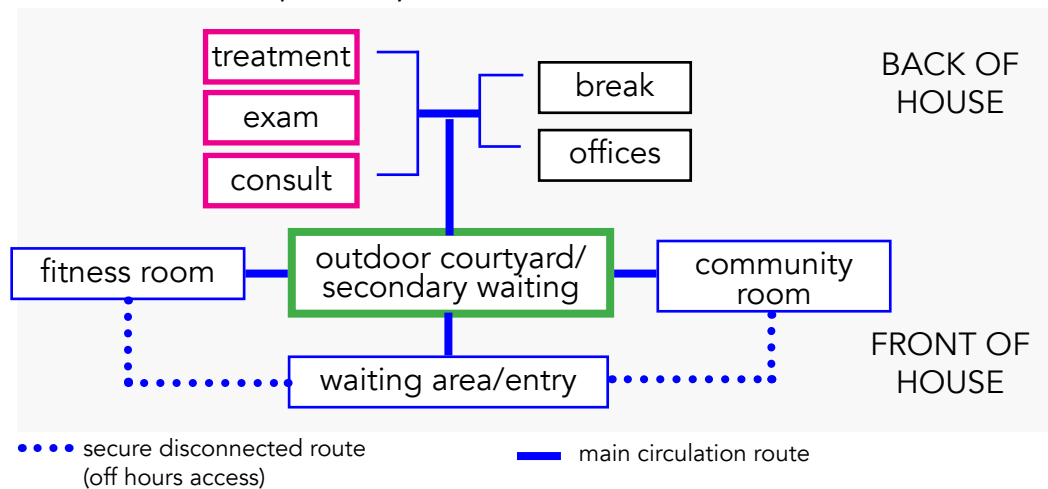 treatment
exam
consult
break
offices
BACK OF
HOUSE
fitness room
outdoor courtyard/
secondary waiting
community
room
waiting area/entry
FRONT OF
HOUSE
secure disconnected route
(off hours access)
main circulation route